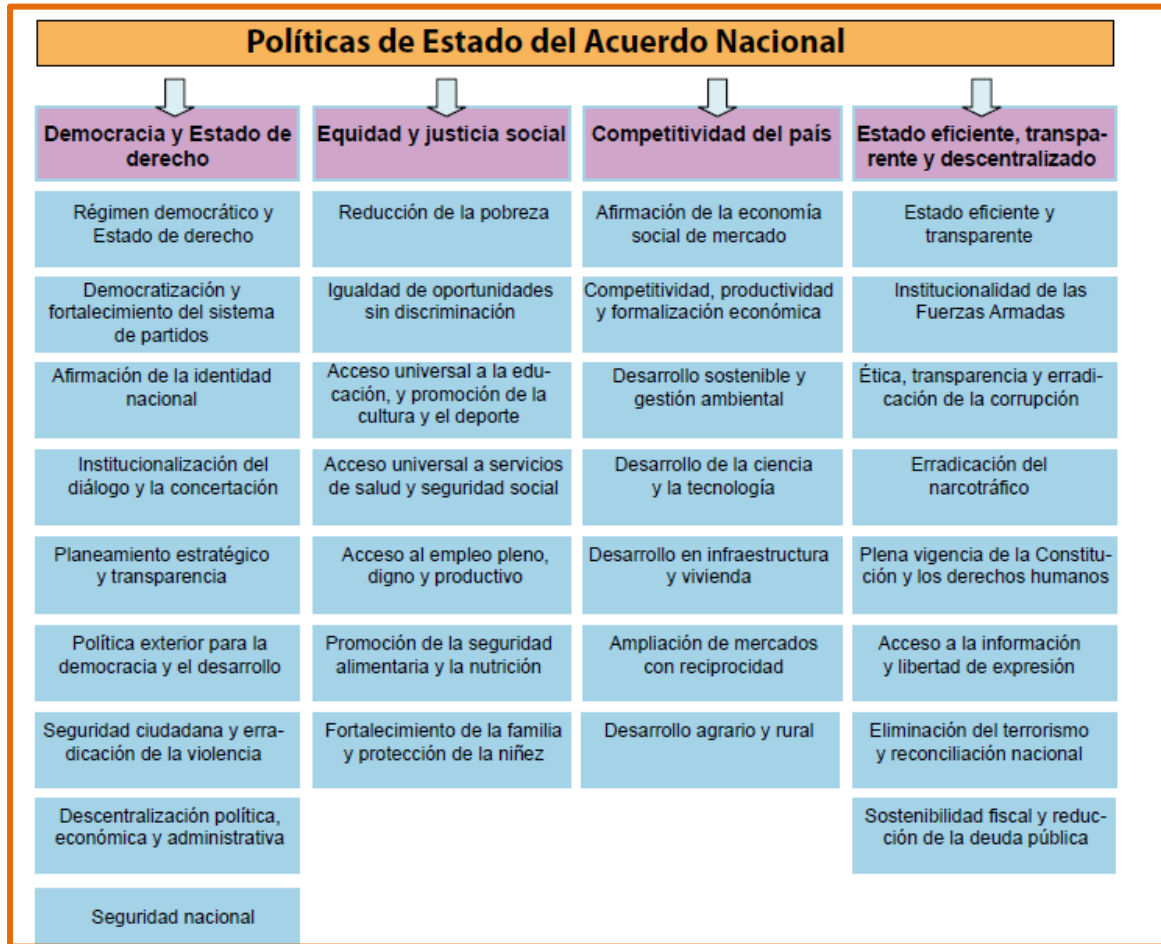 Políticas de Estado del Acuerdo Nacional
Democracia y Estado de
derecho
Régimen democrático y
Estado de derecho
Democratización y
fortalecimiento del sistema
de partidos
Afirmación de la identidad
nacional
Institucionalización del
diálogo y la concertación
Planeamiento estratégico
y transparencia
Política exterior para la
democracia y el desarrollo
Seguridad ciudadana y erra-
dicación de la violencia
Descentralización política,
económica y administrativa
Seguridad nacional
Equidad y justicia social
Reducción de la pobreza
Igualdad de oportunidades
sin discriminación
Acceso universal a la edu-
cación, y promoción de la
cultura y el deporte
Acceso universal a servicios
de salud y seguridad social
Acceso al empleo pleno,
digno y productivo
Promoción de la seguridad
alimentaria y la nutrición
Fortalecimiento de la familia
y protección de la niñez
Competitividad del país
Afirmación de la economía
social de mercado
Competitividad, productividad
y formalización económica
Desarrollo sostenible y
gestión ambiental
Desarrollo de la ciencia
y la tecnología
Desarrollo en infraestructura
y vivienda
Ampliación de mercados
con reciprocidad
Desarrollo agrario y rural
Estado eficiente, transpa-
rente y descentralizado
Estado eficiente y
transparente
Institucionalidad de las
Fuerzas Armadas
Ética, transparencia y erradi-
cación de la corrupción
Erradicación del
narcotráfico
Plena vigencia de la Constitu-
ción y los derechos humanos
Acceso a la información
y libertad de expresión
Eliminación del terrorismo
y reconciliación nacional
Sostenibilidad fiscal y reduc-
ción de la deuda pública